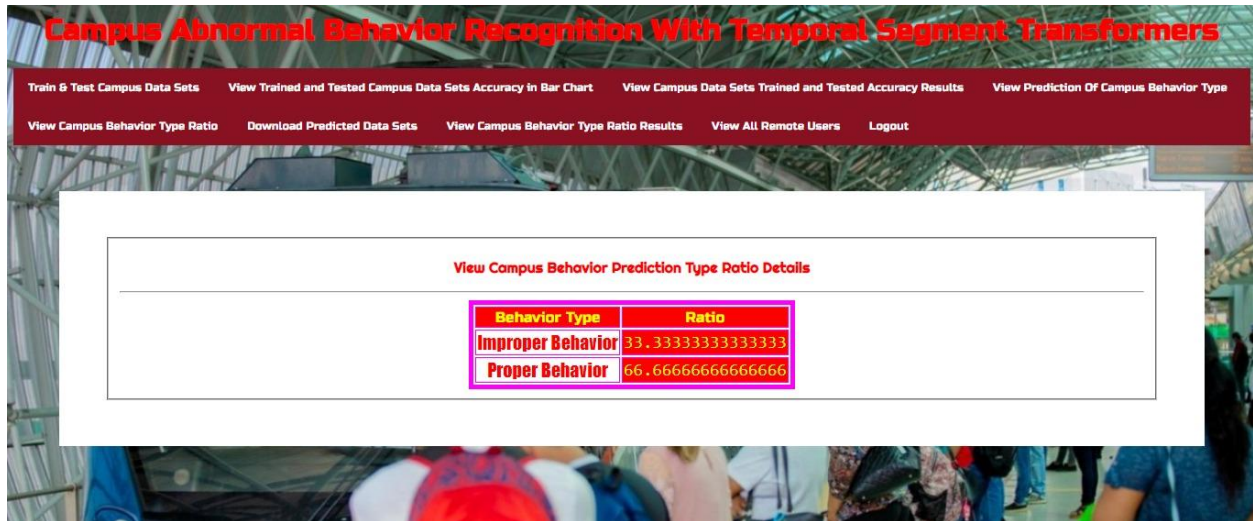 Campus Abnormal Behavior Recognition With Temporal Segment Transformers
Train & Test Campus Data Sets View Trained and Tested Campus Data Sets Accuracy in Bar Chart View Campus Data Sets Trained and Tested Accuracy Results View Prediction Of Campus Behavior Type
View Campus Behavior Type Ratio Download Predicted Data Sets View Campus Behavior Type Ratio Results View All Remote Users Logout
View Campus Behavior Prediction Type Ratio Details
Behavior Type Ratio
Improper Behavior 33.33333333333333
Proper Behavior 66.66666666666666